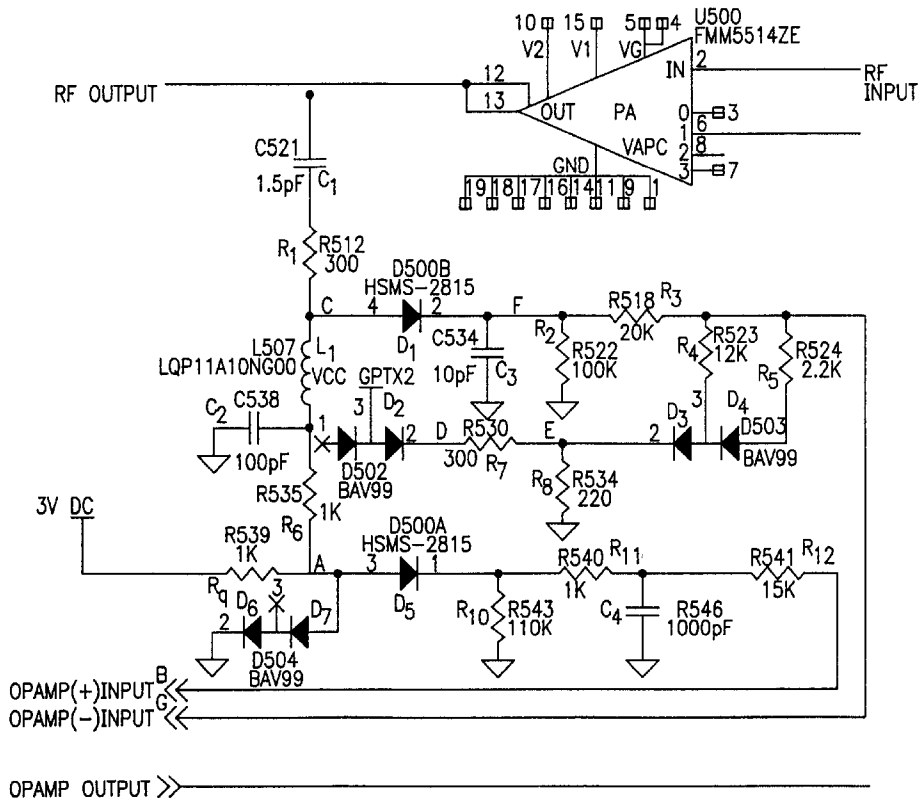 U500
FMM5514ZE
10 15 5 4
V2 V1 VG
IN 2
RF
INPUT
RF OUTPUT
12
13
OUT PA
0 3
1 6
VAPC
2 8
3 7
GND
19 18 17 16 14 11 9 1
C521
1.5pF C1
R1 R512
300
D500B
HSMS-2815
C 4 2 F
D1
R518 R3
20K
L507 L1
LQP11A10NG00
VCC GPTX2
C534
10pF C3
R2 R522
100K
R4 R523
12K
R5 R524
2.2K
C2 C538
100pF
1 3 D2
2 D R530
300 R7
E 2 D3 3 D4
D503
BAV99
D502
BAV99
R8 R534
220
R535
1K
R6
3V DC
R539
1K
Rq
A D500A
HSMS-2815
3 1
D5
R540 R11
1K
R541 R12
15K
D6 3 D7
2
D504
BAV99
R10 R543
110K
C4 R546
1000pF
OPAMP(+)INPUT B
OPAMP(-)INPUT G
OPAMP OUTPUT